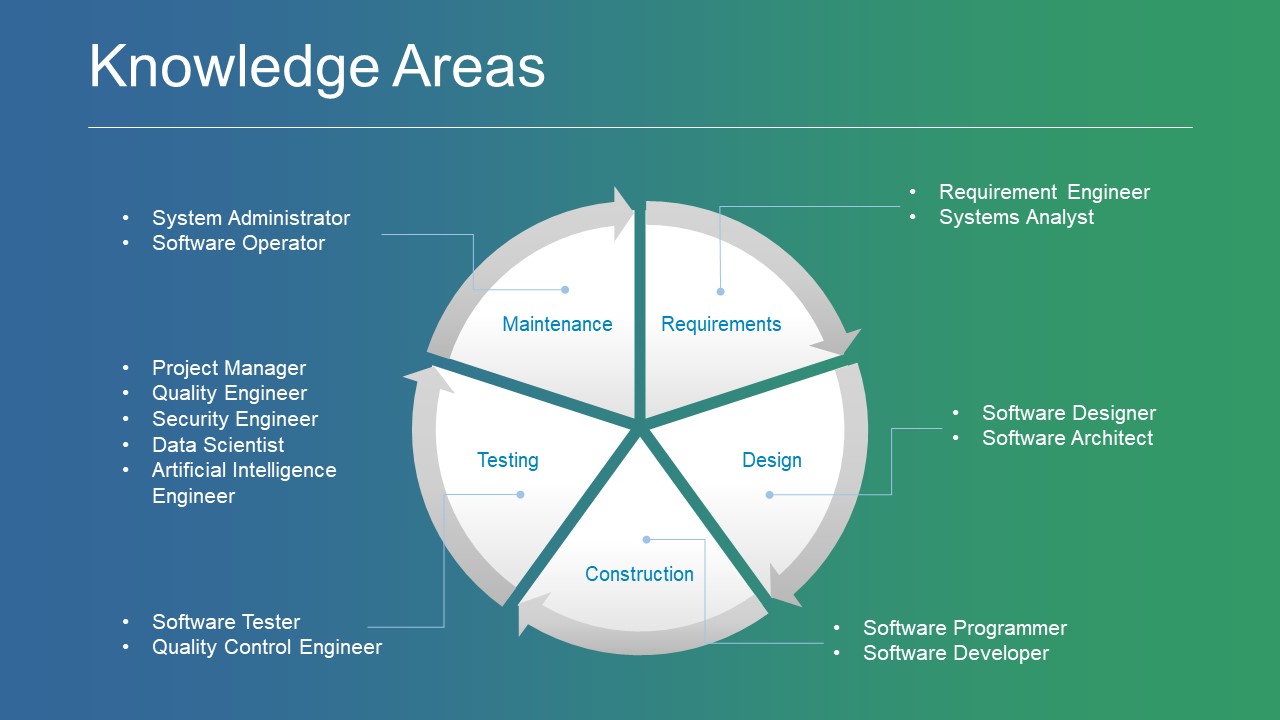 Knowledge Areas
• System Administrator
• Software Operator
• Requirement Engineer
• Systems Analyst
Maintenance
Requirements
• Project Manager
• Quality Engineer
• Security Engineer
• Data Scientist
• Artificial Intelligence
Engineer
• Software Designer
• Software Architect
Testing
Design
Construction
• Software Tester
• Quality Control Engineer
• Software Programmer
• Software Developer